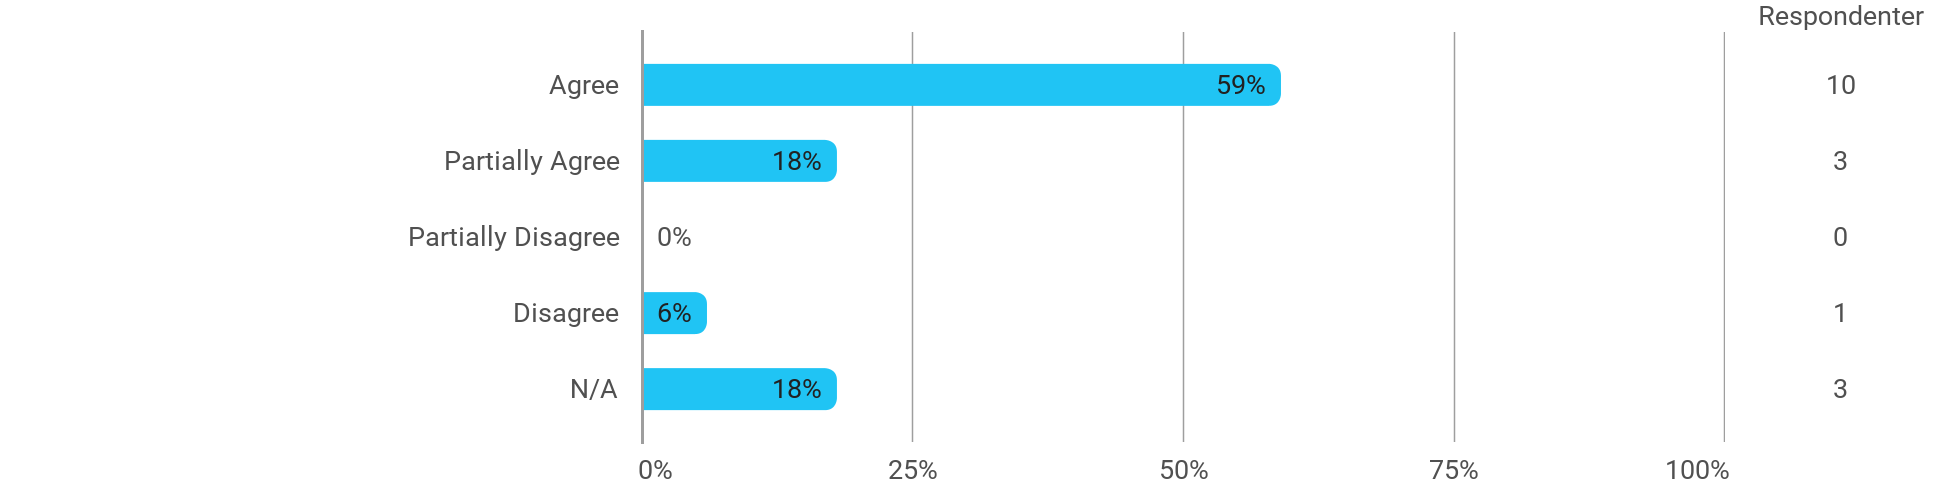 Respondenter
Agree 59% 10
Partially Agree 18% 3
Partially Disagree 0% 0
Disagree 6% 1
N/A 18% 3
0% 25% 50% 75% 100%